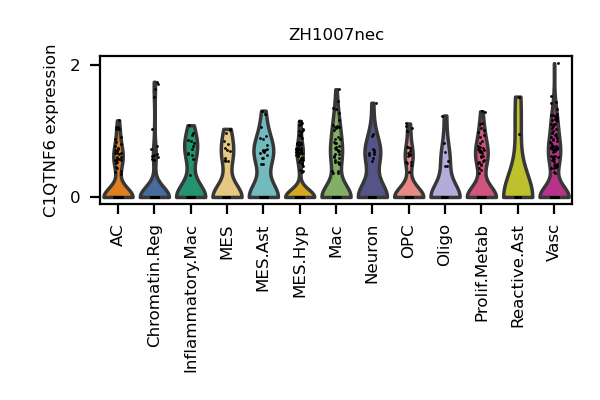 ZH1007nec
C1QTNF6 expression
2
0
AC
Chromatin.Reg
Inflammatory.Mac
MES
MES.Ast
MES.Hyp
Mac
Neuron
OPC
Oligo
Prolif.Metab
Reactive.Ast
Vasc